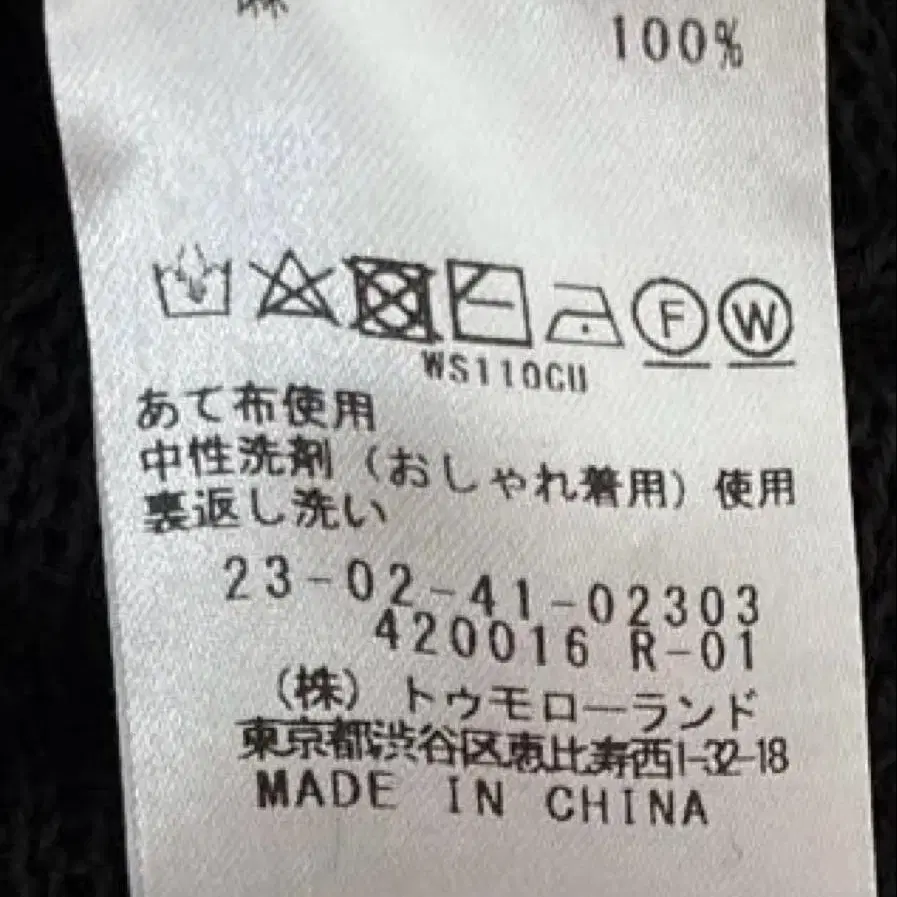 麻
100%
F W
WS110CU
あて布使用
中性洗剤（おしゃれ着用）使用
裏返し洗い
23-02-41-02303
420016 R-01
（株）トゥモローランド
東京都渋谷区恵比寿西1-32-18
MADE IN CHINA